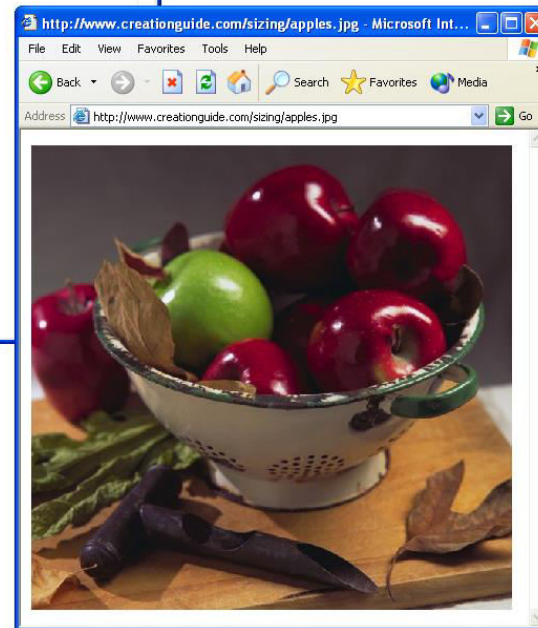 http://www.creationguide.com/sizing/apples.jpg - Microsoft Int...
File Edit View Favorites Tools Help
Back Search Favorites Media
Address http://www.creationguide.com/sizing/apples.jpg Go